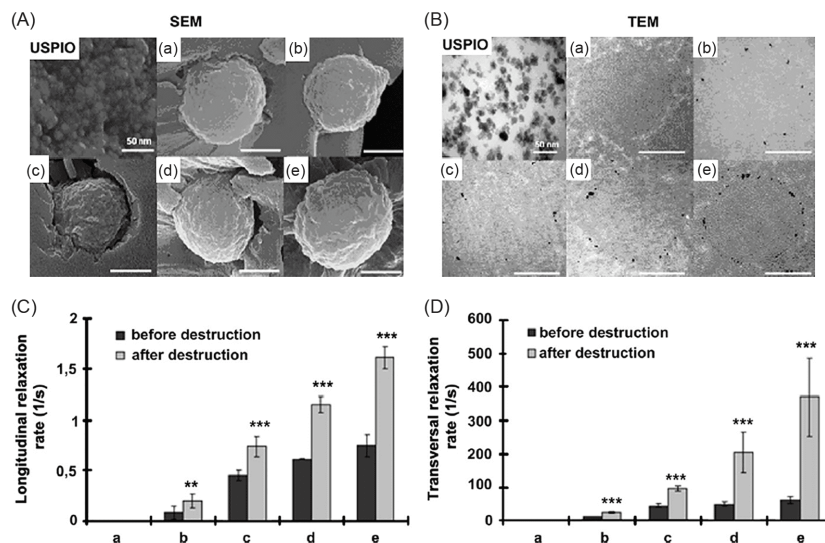 (A) SEM
USPIO (a) (b)
50 nm
(c) (d) (e)
(B) TEM
USPIO (a) (b)
50 nm
(c) (d) (e)
(C)
Longitudinal relaxation
rate (1/s)
2
1,5
1
0,5
0
before destruction
after destruction
** *** *** ***
a b c d e
(D)
Transversal relaxation
rate (1/s)
600
500
400
300
200
100
0
before destruction
after destruction
*** *** *** ***
a b c d e